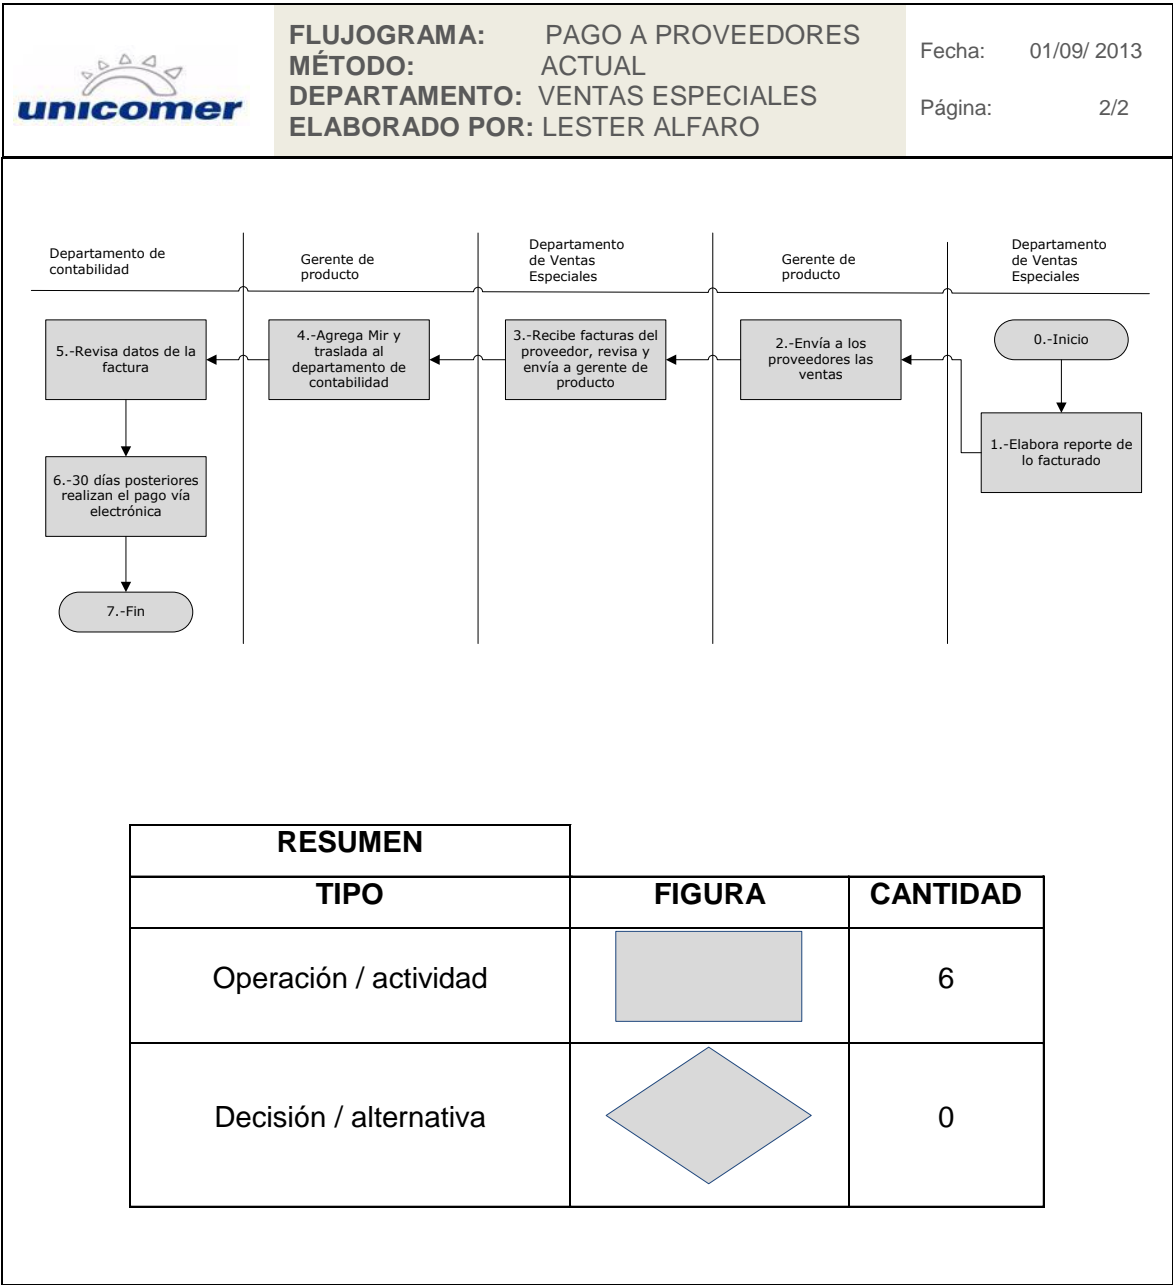 unicomer
FLUJOGRAMA: PAGO A PROVEEDORES
MÉTODO: ACTUAL
DEPARTAMENTO: VENTAS ESPECIALES
ELABORADO POR: LESTER ALFARO
Fecha: 01/09/ 2013
Página: 2/2
Departamento de
contabilidad
Gerente de
producto
Departamento
de Ventas
Especiales
Gerente de
producto
Departamento
de Ventas
Especiales
5.-Revisa datos de la
factura
4.-Agrega Mir y
traslada al
departamento de
contabilidad
3.-Recibe facturas del
proveedor, revisa y
envía a gerente de
producto
2.-Envía a los
proveedores las
ventas
0.-Inicio
1.-Elabora reporte de
lo facturado
6.-30 días posteriores
realizan el pago vía
electrónica
7.-Fin
RESUMEN
TIPO FIGURA CANTIDAD
Operación / actividad 6
Decisión / alternativa 0